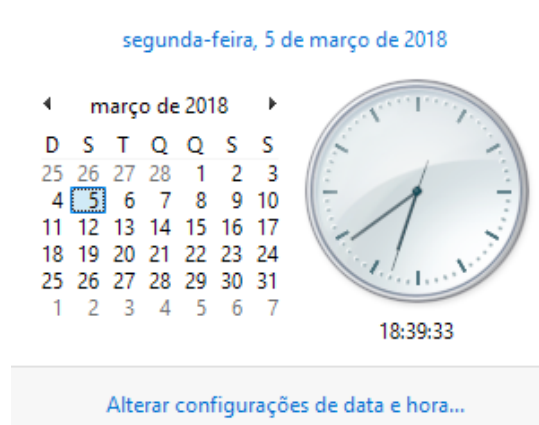 segunda-feira, 5 de março de 2018
março de 2018
D S T Q Q S S
25 26 27 28 1 2 3
4 5 6 7 8 9 10
11 12 13 14 15 16 17
18 19 20 21 22 23 24
25 26 27 28 29 30 31
1 2 3 4 5 6 7
18:39:33
Alterar configurações de data e hora...